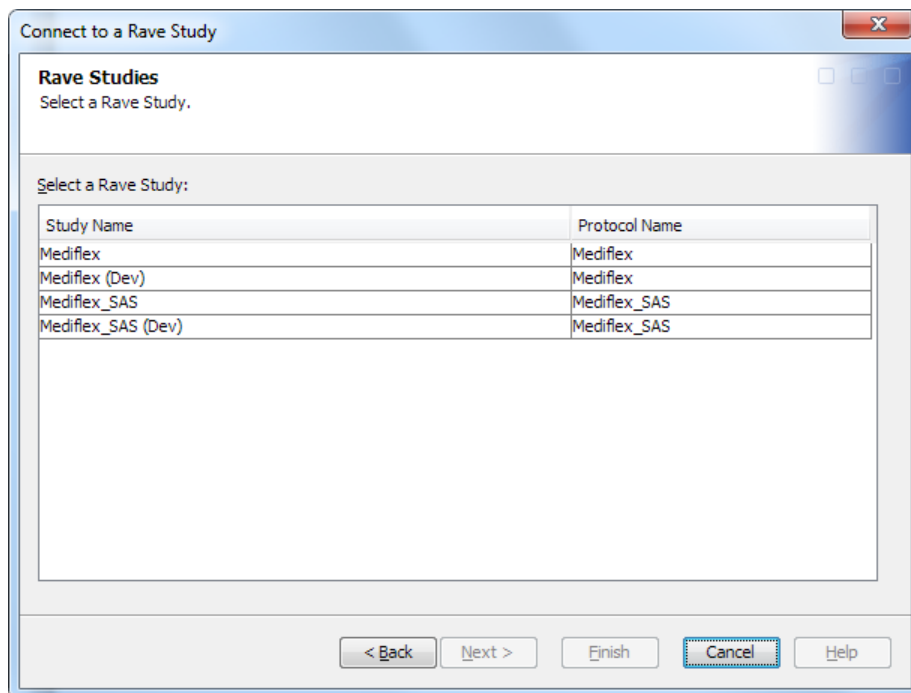 Connect to a Rave Study
Rave Studies
Select a Rave Study.
Select a Rave Study:
Study Name Protocol Name
Mediflex Mediflex
Mediflex (Dev) Mediflex
Mediflex_SAS Mediflex_SAS
Mediflex_SAS (Dev) Mediflex_SAS
< Back Next > Finish Cancel Help